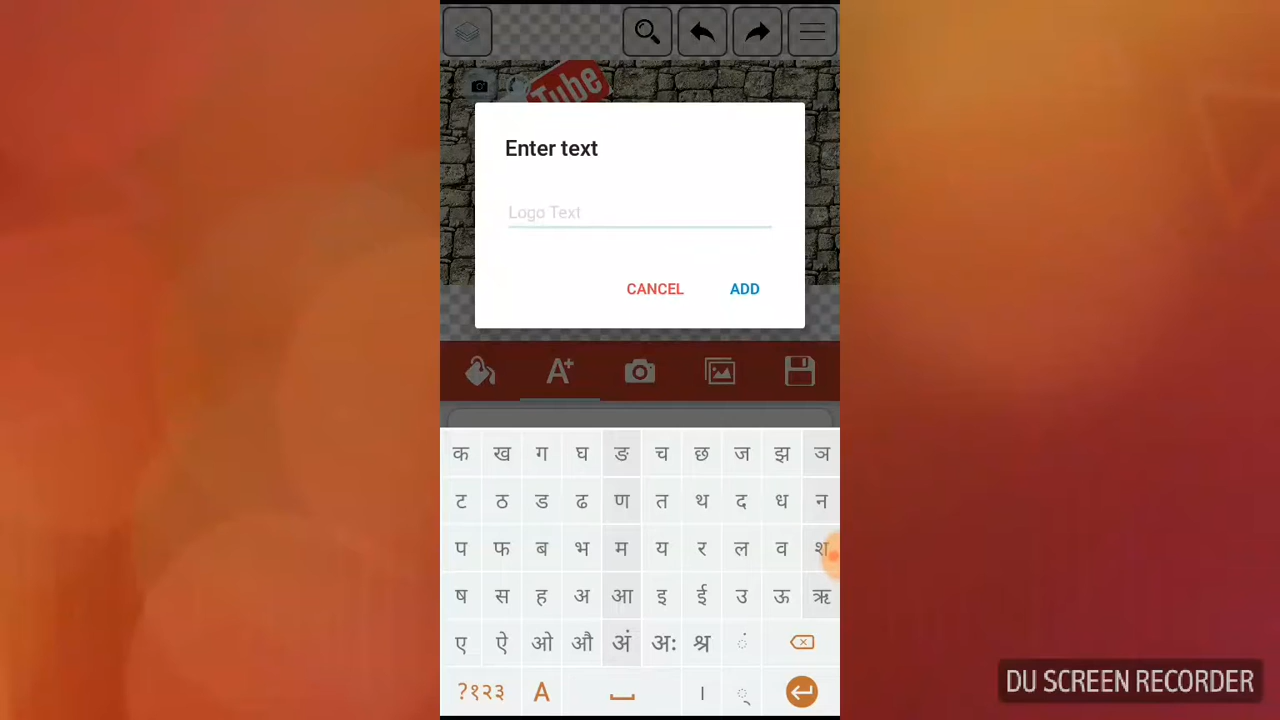 Tube
Enter text
Logo Text
CANCEL ADD
A+
क ख ग घ ङ च छ ज झ ञ
ट ठ ड ढ ण त थ द ध न
प फ ब भ म य र ल व श
ष स ह अ आ इ ई उ ऊ ऋ
ए ऐ ओ औ अं अः श्र ं
?१२३ A । ्
DU SCREEN RECORDER